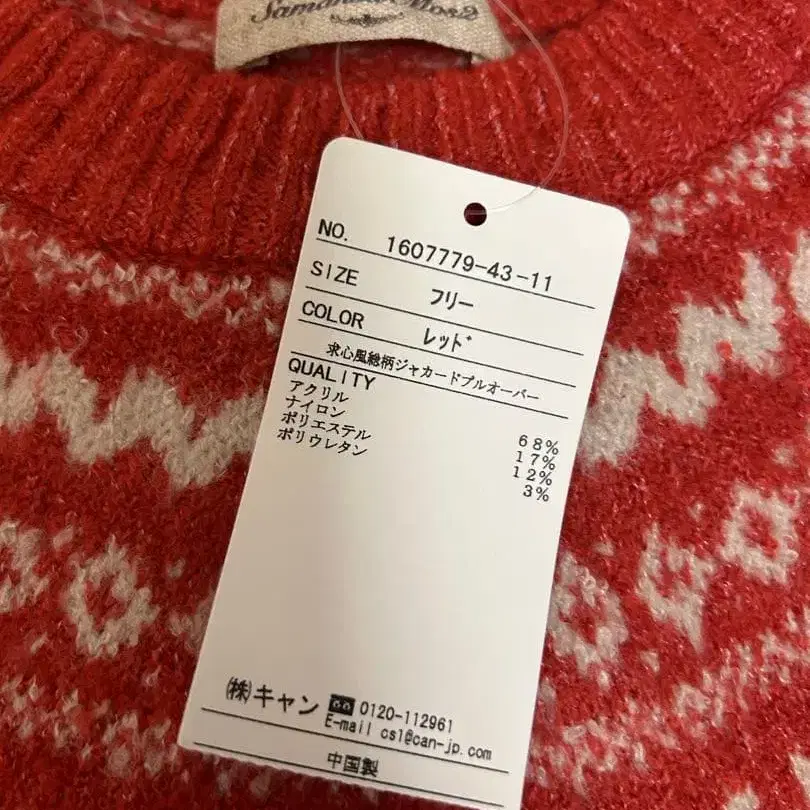 Samansa Mos2
NO. 1607779-43-11
SIZE フリー
COLOR レッド
求心風総柄ジャカードプルオーバー
QUALITY
アクリル 68%
ナイロン 17%
ポリエステル 12%
ポリウレタン 3%
(株)キャン 0120-112961
E-mail cs1@can-jp.com
中国製